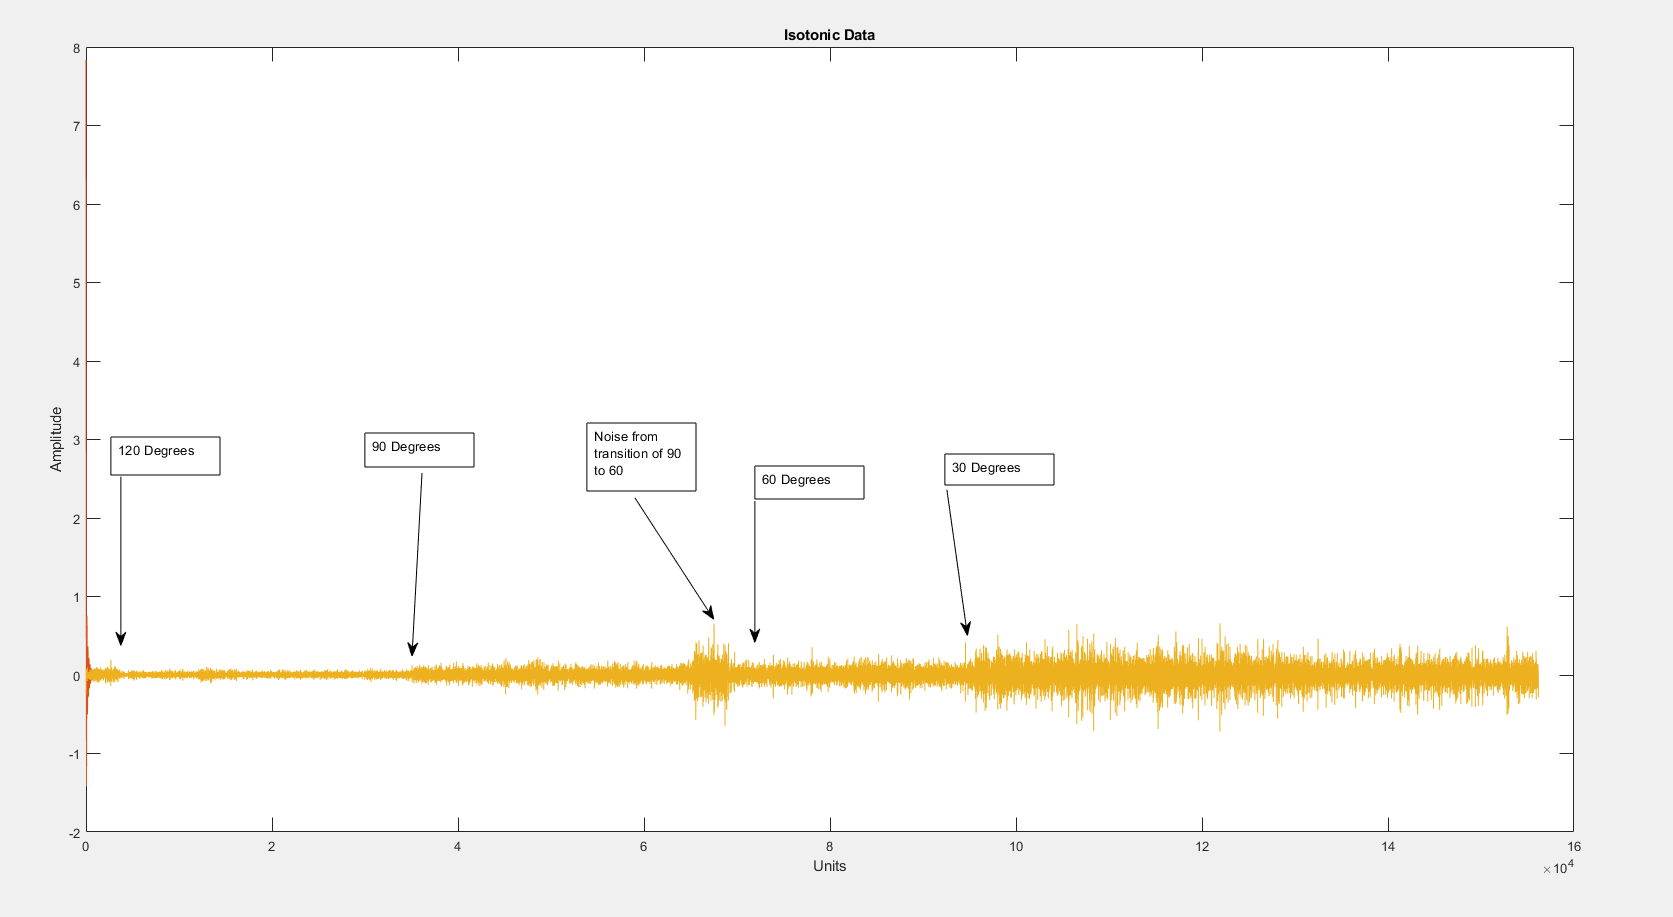 Isotonic Data
8
7
6
5
4
3
2
1
0
-1
-2
Amplitude
120 Degrees
90 Degrees
Noise from
transition of 90
to 60
60 Degrees
30 Degrees
0 2 4 6 8 10 12 14 16
Units
×10^4